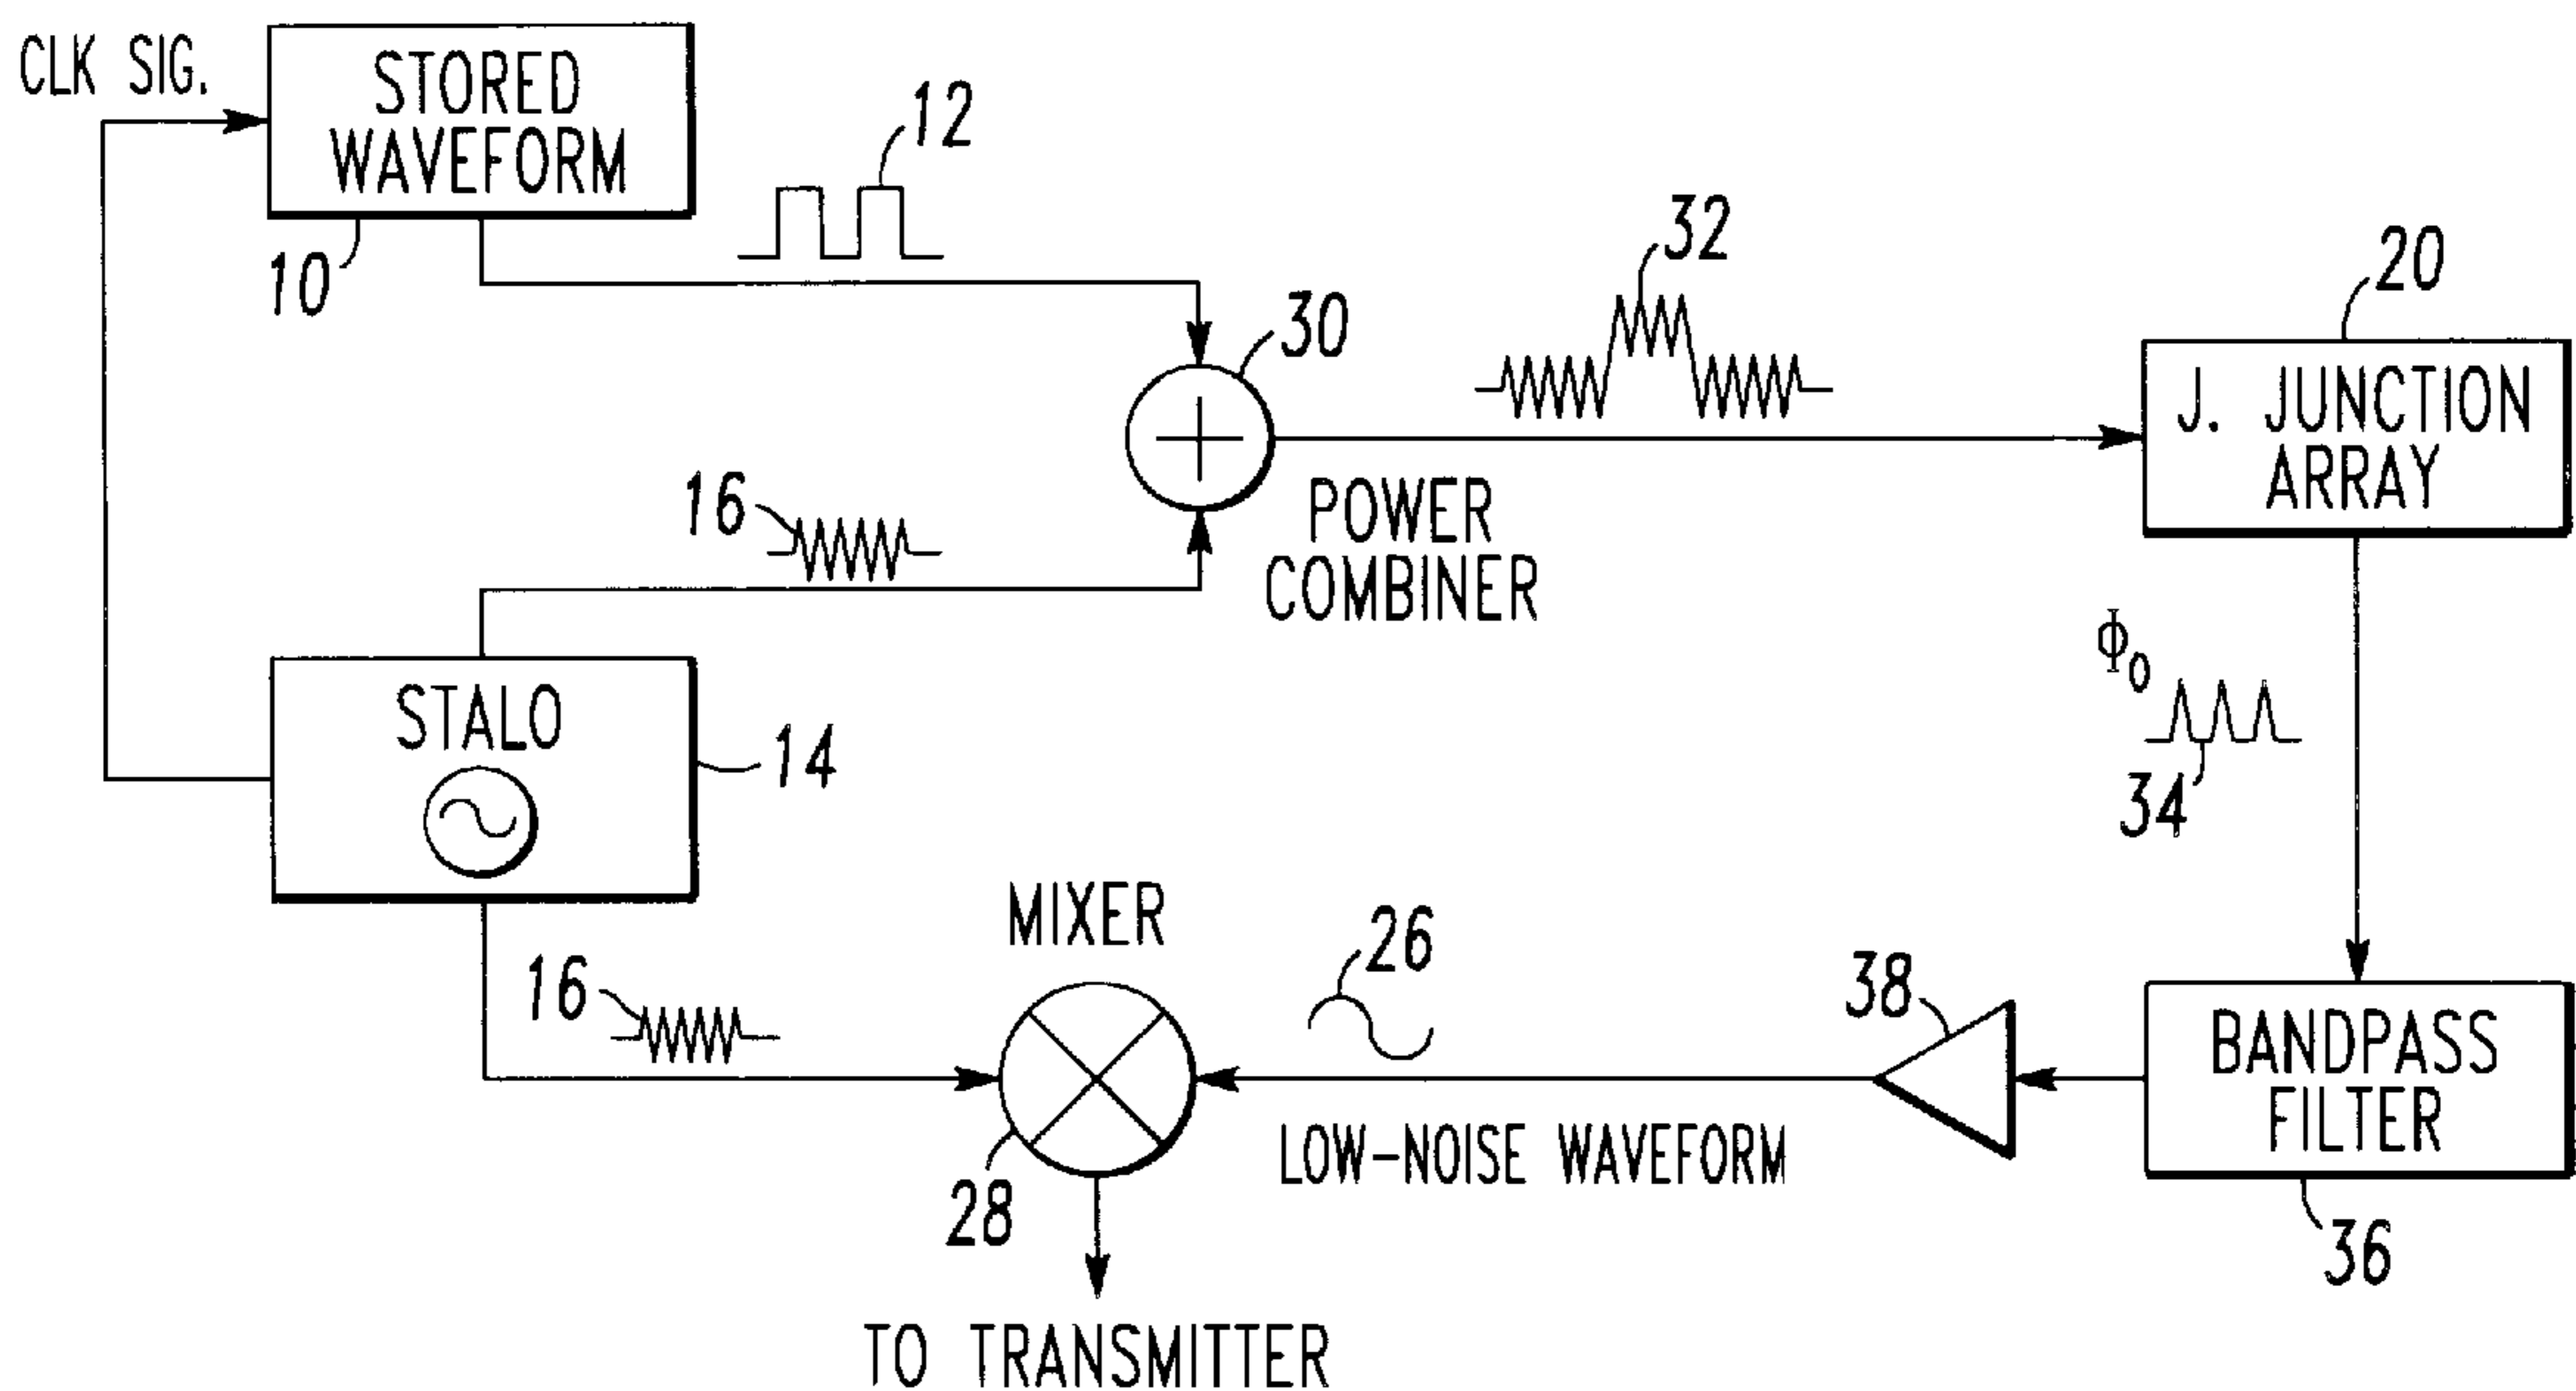 CLK SIG.
STORED
WAVEFORM
10
12
30
32
20
J. JUNCTION
ARRAY
POWER
COMBINER
16
STALO
14
Φ0
34
MIXER
16
26
38
BANDPASS
FILTER
LOW-NOISE WAVEFORM
28
36
TO TRANSMITTER